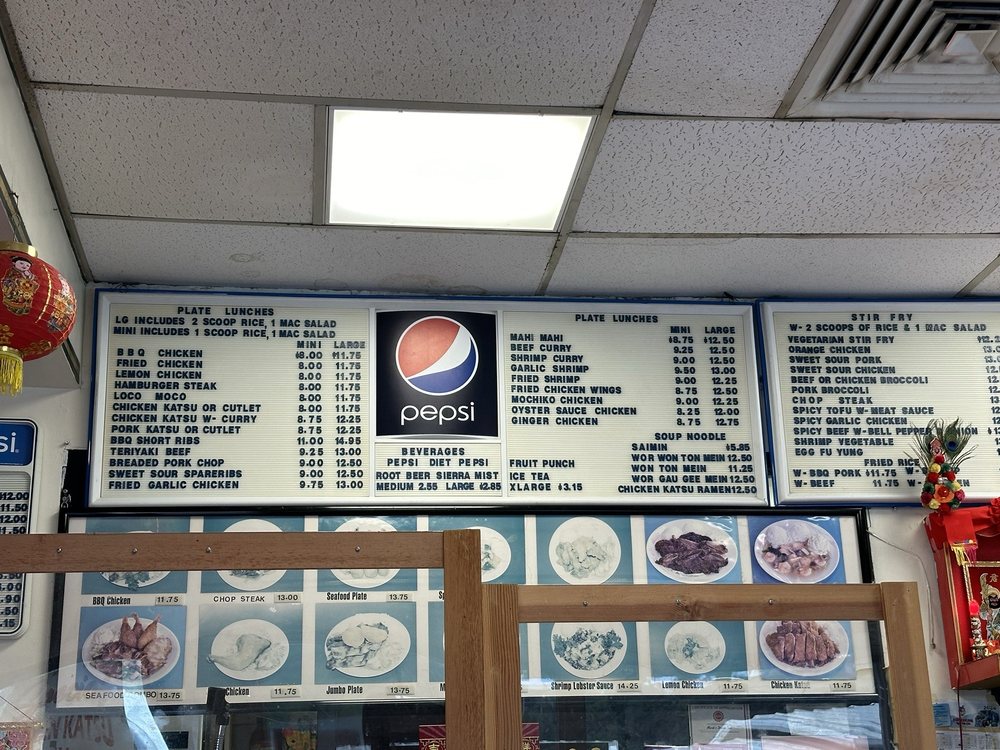 PLATE LUNCHES
LG INCLUDES 2 SCOOP RICE, 1 MAC SALAD
MINI INCLUDES 1 SCOOP RICE, 1 MAC SALAD
MINI LARGE
BBQ CHICKEN $8.00 $11.75
FRIED CHICKEN 8.00 11.75
LEMON CHICKEN 8.00 11.75
HAMBURGER STEAK 8.00 11.75
LOCO MOCO 8.00 11.75
CHICKEN KATSU OR CUTLET 8.00 11.75
CHICKEN KATSU W- CURRY 8.75 12.25
PORK KATSU OR CUTLET 8.75 12.25
BBQ SHORT RIBS 11.00 14.95
TERIYAKI BEEF 9.25 13.00
BREADED PORK CHOP 9.00 12.50
SWEET SOUR SPARERIBS 9.00 12.50
FRIED GARLIC CHICKEN 9.75 13.00
pepsi
BEVERAGES
PEPSI DIET PEPSI
ROOT BEER SIERRA MIST
MEDIUM 2.55 LARGE $2.85
PLATE LUNCHES
MINI LARGE
MAHI MAHI $8.75 $12.50
BEEF CURRY 9.25 12.50
SHRIMP CURRY 9.00 12.50
GARLIC SHRIMP 9.50 13.00
FRIED SHRIMP 9.00 12.25
FRIED CHICKEN WINGS 8.75 12.50
MOCHIKO CHICKEN 9.00 12.25
OYSTER SAUCE CHICKEN 8.25 12.00
GINGER CHICKEN 8.75 12.75
SOUP NOODLE
SAIMIN $5.85
WOR WON TON MEIN 12.50
WON TON MEIN 11.25
WOR GAU GEE MEIN 12.50
CHICKEN KATSU RAMEN 12.50
FRUIT PUNCH
ICE TEA
XLARGE $3.15
STIR FRY
W- 2 SCOOPS OF RICE & 1 MAC SALAD
VEGETARIAN STIR FRY
ORANGE CHICKEN
SWEET SOUR PORK
SWEET SOUR CHICKEN
BEEF OR CHICKEN BROCCOLI
PORK BROCCOLI
CHOP STEAK
SPICY TOFU W-MEAT SAUCE
SPICY GARLIC CHICKEN
SPICY BEEF W-BELL PEPPER
SHRIMP VEGETABLE
EGG FU YUNG
FRIED RICE
W- BBQ PORK $11.75 W-
W- BEEF 11.75 W-
si
12.00
BBQ Chicken 11.75
CHOP STEAK 13.00
Seafood Plate 13.75
SEAFOOD COMBO 13.75
Chicken 11.75
Jumbo Plate 13.75
Shrimp Lobster Sauce 14.25
Lemon Chicken 11.75
Chicken Katsu 11.75